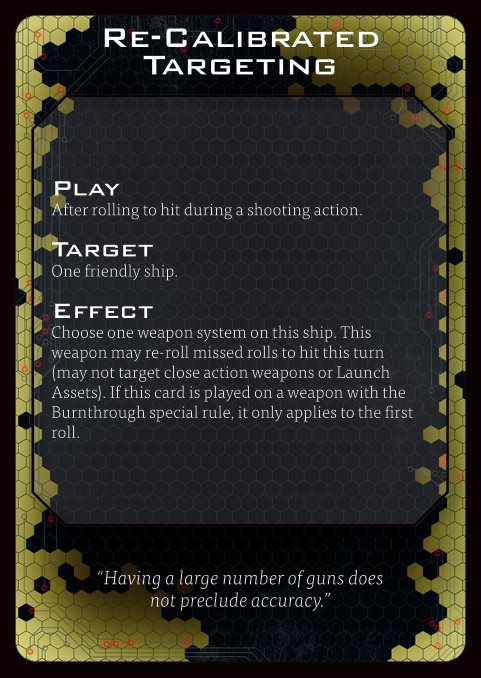 Re-Calibrated
Targeting
Play
After rolling to hit during a shooting action.
Target
One friendly ship.
Effect
Choose one weapon system on this ship. This
weapon may re-roll missed rolls to hit this turn
(may not target close action weapons or Launch
Assets). If this card is played on a weapon with the
Burnthrough special rule, it only applies to the first
roll.
“Having a large number of guns does
not preclude accuracy.”